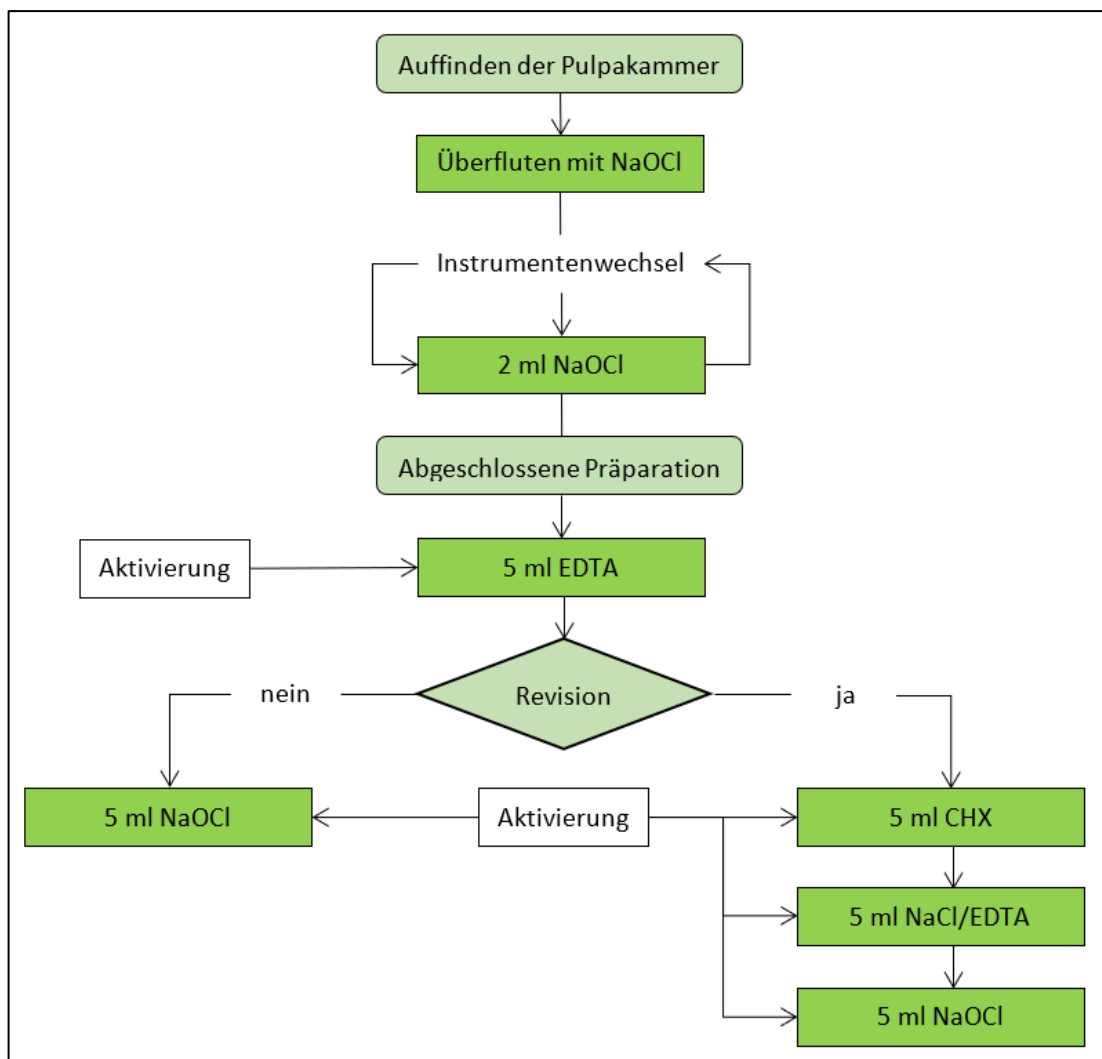 Auffinden der Pulpakammer
Überfluten mit NaOCl
Instrumentenwechsel
2 ml NaOCl
Abgeschlossene Präparation
Aktivierung
5 ml EDTA
nein
Revision
ja
5 ml NaOCl
Aktivierung
5 ml CHX
5 ml NaCl/EDTA
5 ml NaOCl